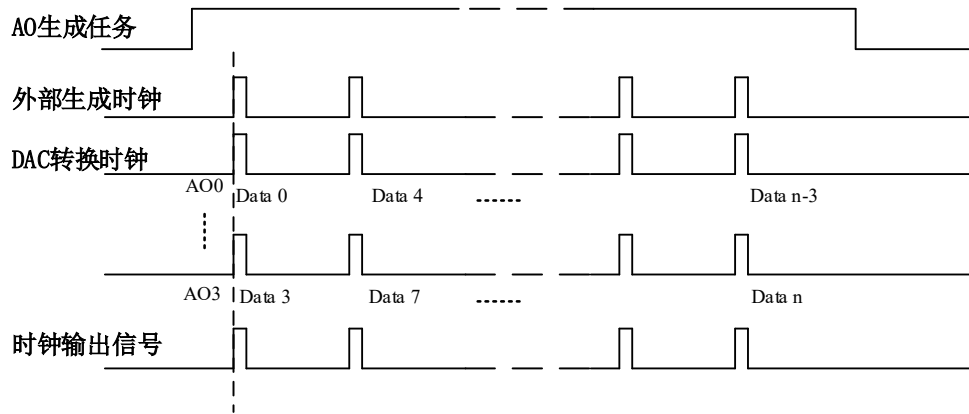 AO生成任务
外部生成时钟
DAC转换时钟
AO0 Data 0 Data 4 ...... Data n-3
AO3 Data 3 Data 7 ...... Data n
时钟输出信号